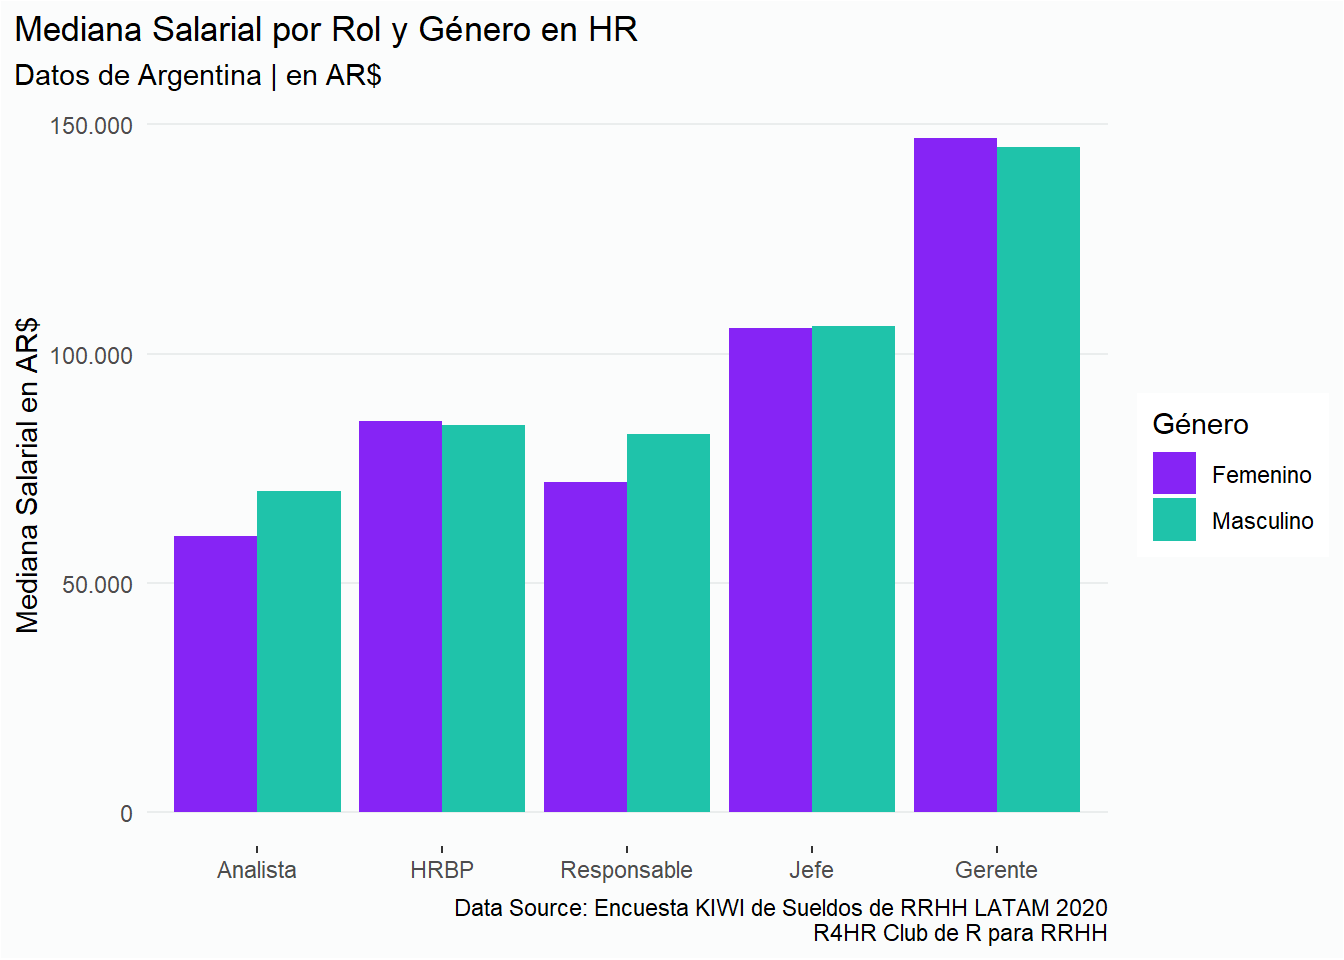 Mediana Salarial por Rol y Género en HR
Datos de Argentina | en AR$
Mediana Salarial en AR$
150.000
100.000
50.000
0
Analista
HRBP
Responsable
Jefe
Gerente
Género
Femenino
Masculino
Data Source: Encuesta KIWI de Sueldos de RRHH LATAM 2020
R4HR Club de R para RRHH